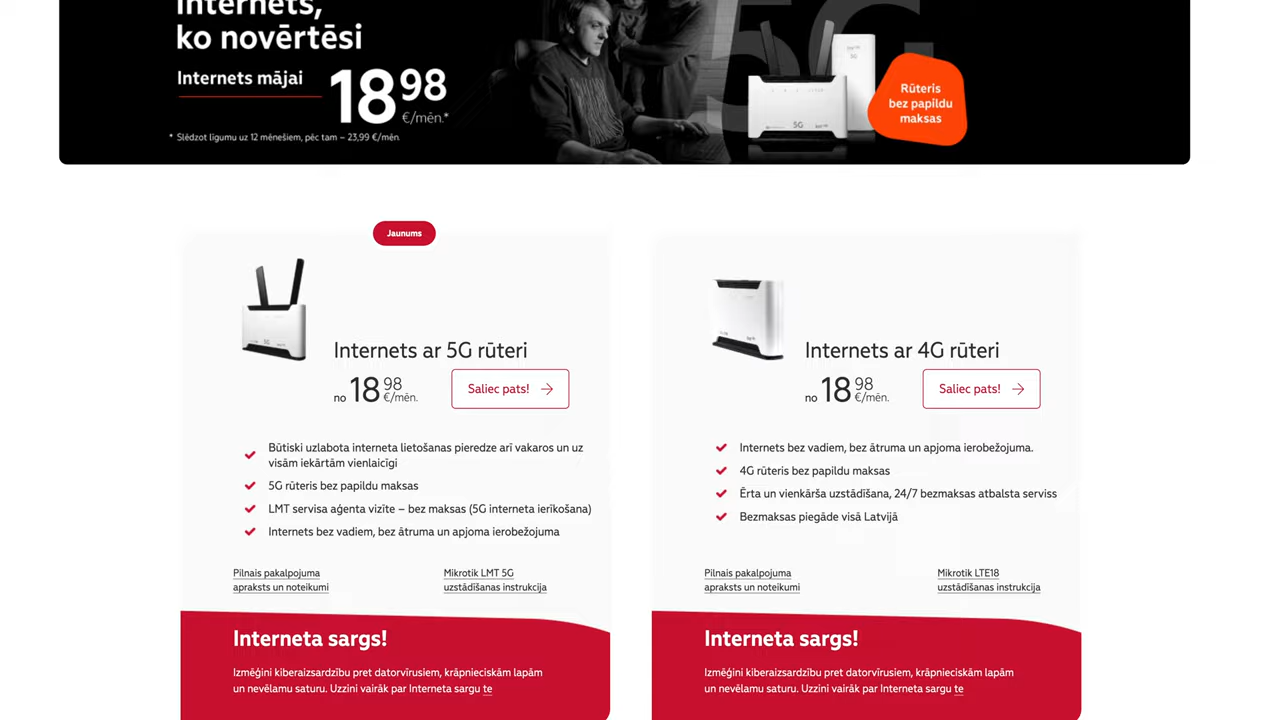 Internets,
ko novērtēsi
Internets mājai
18 98
€/mēn.*
* Slēdzot līgumu uz 12 mēnešiem, pēc tam – 23,99 €/mēn.
5G
5G
5G
Rūteris
bez papildu
maksas
Jaunums
Internets ar 5G rūteri
no 18 98 €/mēn.
Saliec pats!
Būtiski uzlabota interneta lietošanas pieredze arī vakaros un uz
visām iekārtām vienlaicīgi
5G rūteris bez papildu maksas
LMT servisa aģenta vizīte – bez maksas (5G interneta ierīkošana)
Internets bez vadiem, bez ātruma un apjoma ierobežojuma
Pilnais pakalpojuma
apraksts un noteikumi
Mikrotik LMT 5G
uzstādīšanas instrukcija
Interneta sargs!
Izmēģini kiberaizsardzību pret datorvīrusiem, krāpnieciskām lapām
un nevēlamu saturu. Uzzini vairāk par Interneta sargu te
Internets ar 4G rūteri
no 18 98 €/mēn.
Saliec pats!
Internets bez vadiem, bez ātruma un apjoma ierobežojuma.
4G rūteris bez papildu maksas
Ērta un vienkārša uzstādīšana, 24/7 bezmaksas atbalsta serviss
Bezmaksas piegāde visā Latvijā
Pilnais pakalpojuma
apraksts un noteikumi
Mikrotik LTE18
uzstādīšanas instrukcija
Interneta sargs!
Izmēģini kiberaizsardzību pret datorvīrusiem, krāpnieciskām lapām
un nevēlamu saturu. Uzzini vairāk par Interneta sargu te